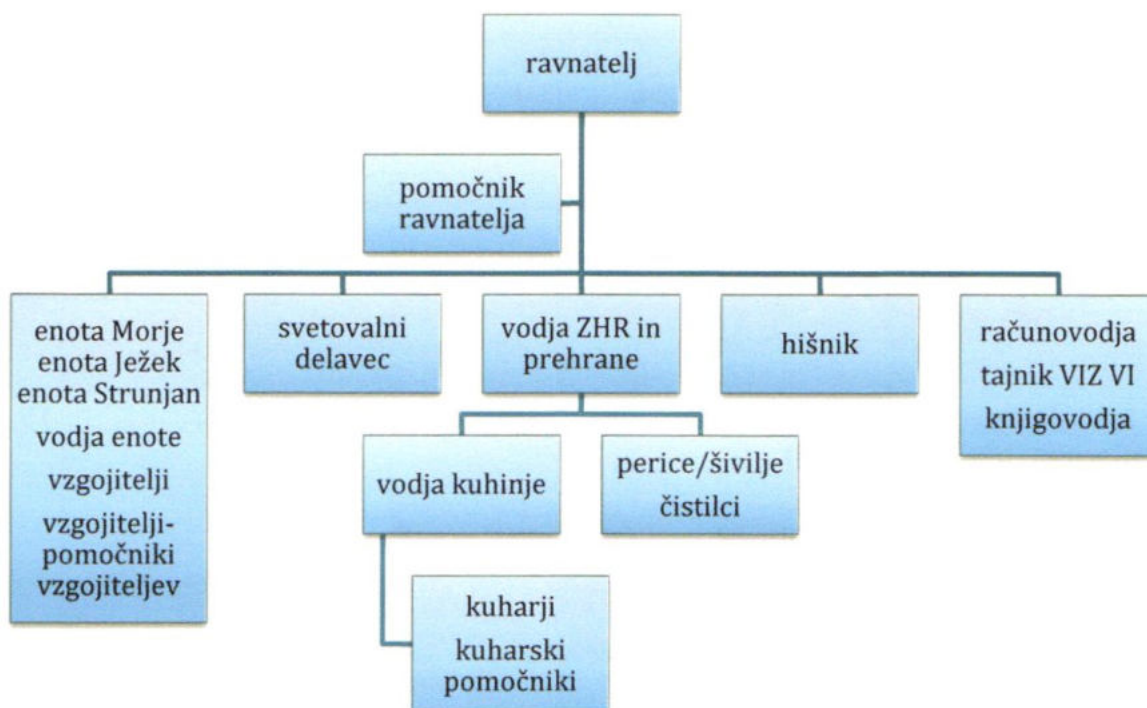 ravnatelj
pomočnik
ravnatelja
enota Morje
enota Ježek
enota Strunjan
vodja enote
vzgojitelji
vzgojitelji-
pomočniki
vzgojiteljev
svetovalni
delavec
vodja ZHR in
prehrane
hišnik
računovodja
tajnik VIZ VI
knjigovodja
vodja kuhinje
perice/šivilje
čistilci
kuharji
kuharski
pomočniki